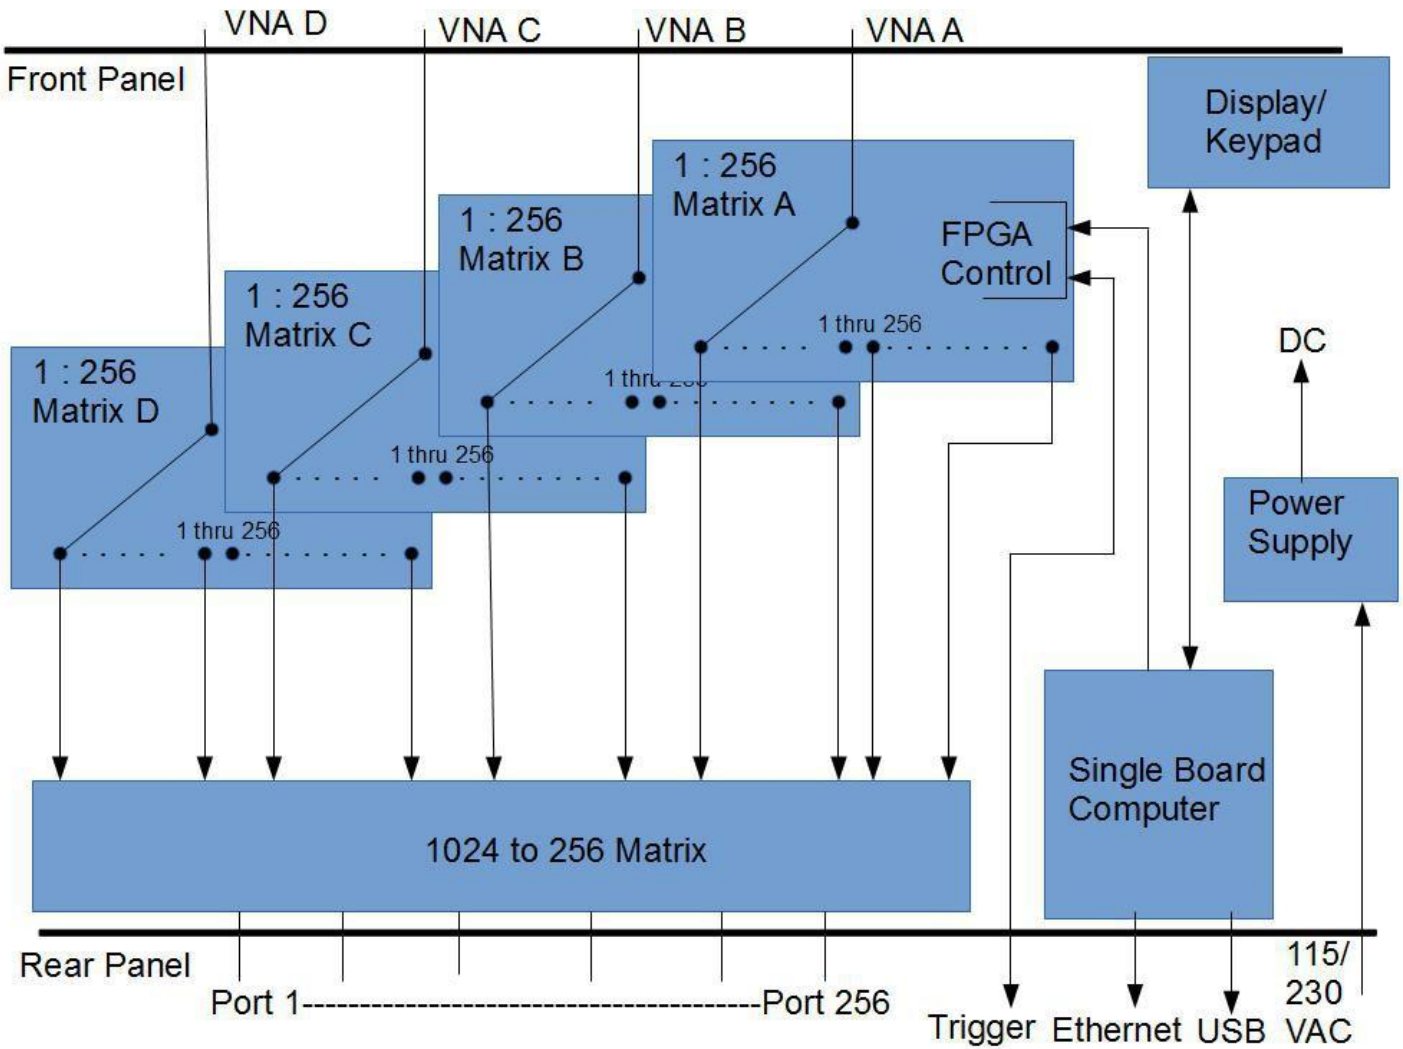 VNA D
VNA C
VNA B
VNA A
Front Panel
Display/
Keypad
1 : 256
Matrix A
FPGA
Control
1 thru 256
1 : 256
Matrix B
1 thru
1 : 256
Matrix C
1 thru 256
1 : 256
Matrix D
1 thru 256
DC
Power
Supply
Single Board
Computer
1024 to 256 Matrix
Rear Panel
Port 1-----------------------------------------Port 256
Trigger
Ethernet
USB
115/
230
VAC